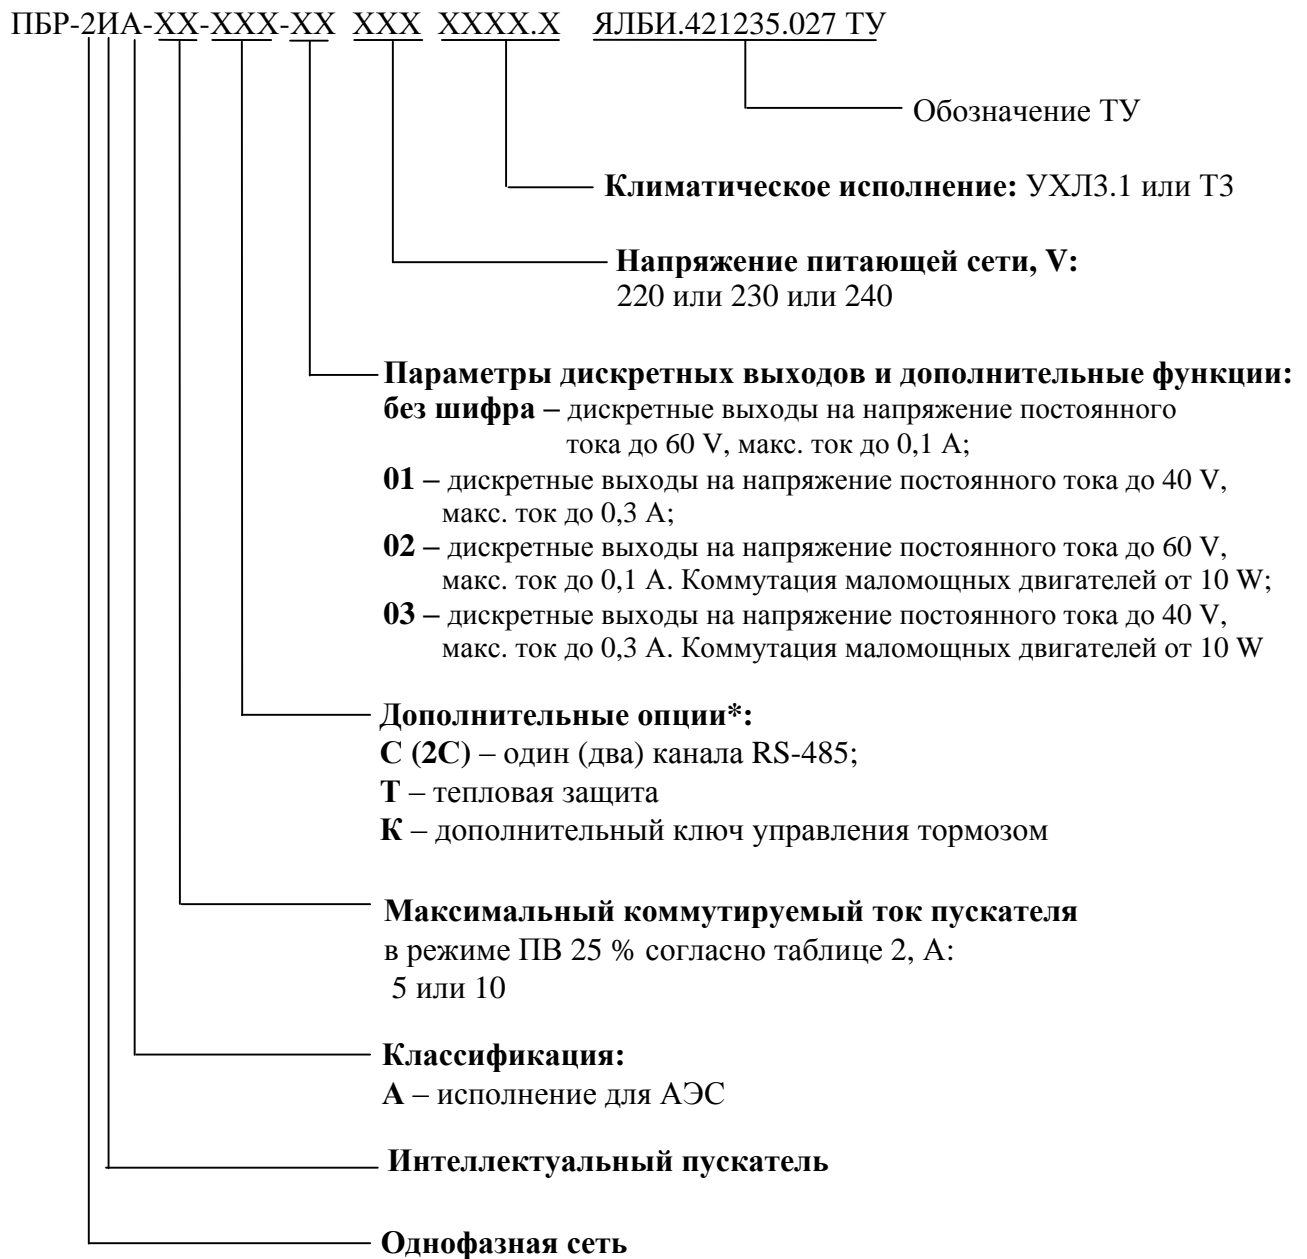 ПБР-2ИА-ХХ-ХХХ-ХХ ХХХ ХХХХ.Х ЯЛБИ.421235.027 ТУ
Обозначение ТУ
Климатическое исполнение: УХЛ3.1 или Т3
Напряжение питающей сети, V:
220 или 230 или 240
Параметры дискретных выходов и дополнительные функции:
без шифра – дискретные выходы на напряжение постоянного
тока до 60 V, макс. ток до 0,1 А;
01 – дискретные выходы на напряжение постоянного тока до 40 V,
макс. ток до 0,3 А;
02 – дискретные выходы на напряжение постоянного тока до 60 V,
макс. ток до 0,1 А. Коммутация маломощных двигателей от 10 W;
03 – дискретные выходы на напряжение постоянного тока до 40 V,
макс. ток до 0,3 А. Коммутация маломощных двигателей от 10 W
Дополнительные опции*:
С (2С) – один (два) канала RS-485;
Т – тепловая защита
К – дополнительный ключ управления тормозом
Максимальный коммутируемый ток пускателя
в режиме ПВ 25 % согласно таблице 2, А:
5 или 10
Классификация:
А – исполнение для АЭС
Интеллектуальный пускатель
Однофазная сеть